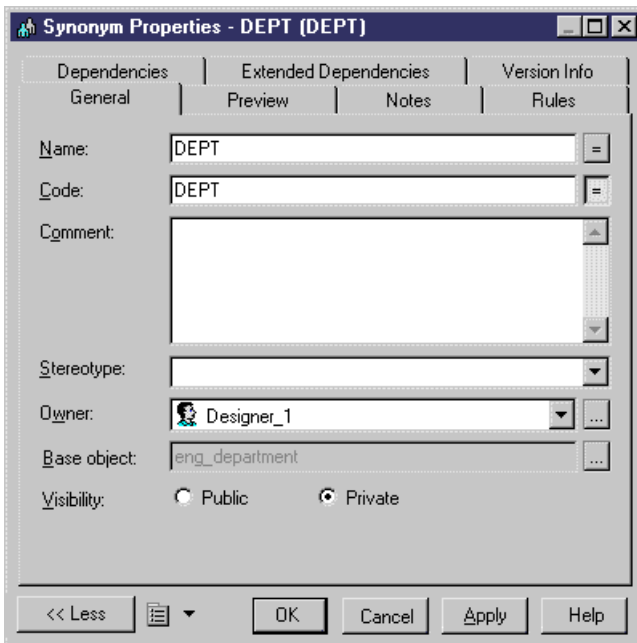 Synonym Properties - DEPT (DEPT)
Dependencies Extended Dependencies Version Info
General Preview Notes Rules
Name: DEPT =
Code: DEPT =
Comment:
Stereotype:
Owner: Designer_1 ...
Base object: eng_department ...
Visibility: Public Private
<< Less OK Cancel Apply Help